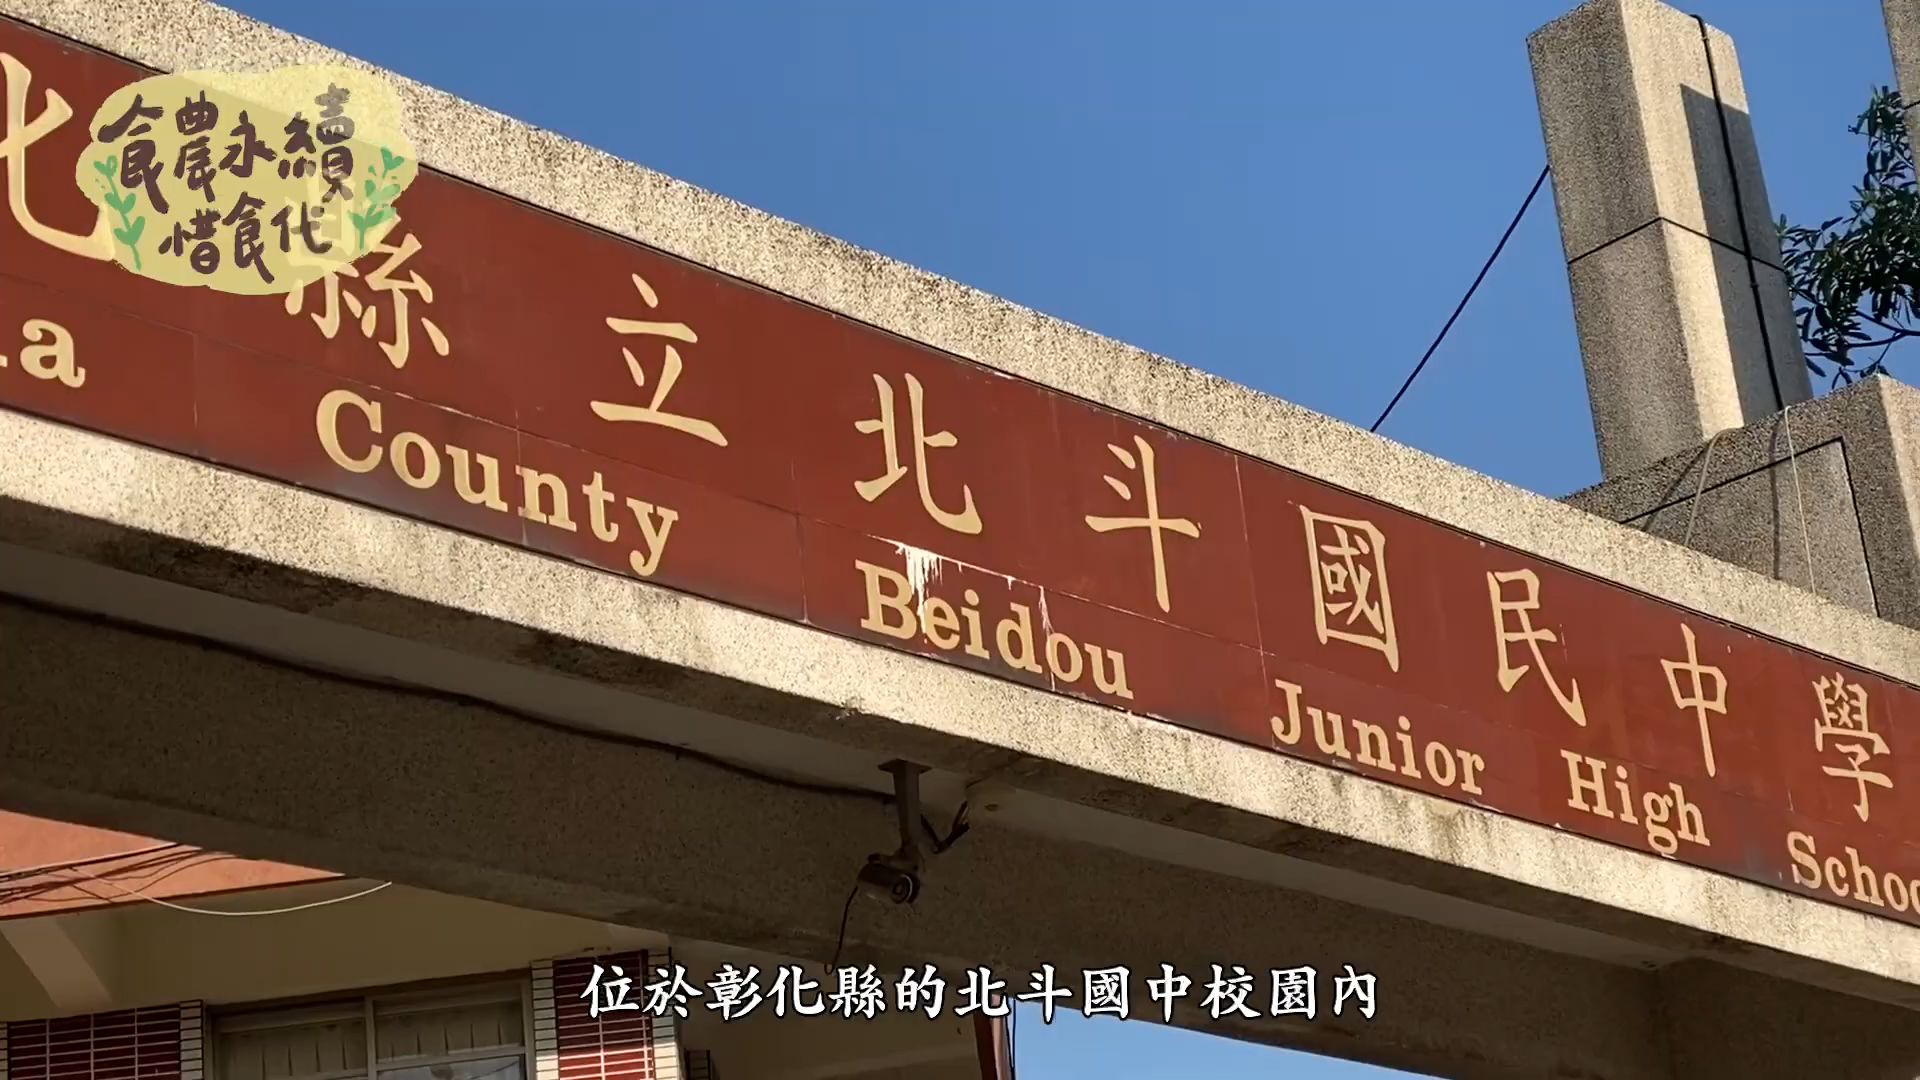 食農永續
惜食代
化縣立北斗國民中學
County Beidou Junior High
位於彰化縣的北斗國中校園內